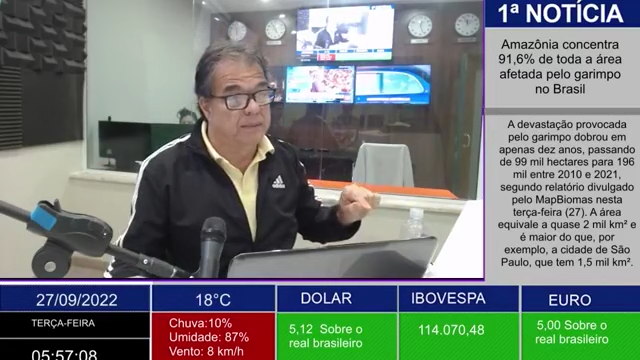 1ª NOTÍCIA
Amazônia concentra
91,6% de toda a área
afetada pelo garimpo
no Brasil
A devastação provocada
pelo garimpo dobrou em
apenas dez anos, passando
de 99 mil hectares para 196
mil entre 2010 e 2021,
segundo relatório divulgado
pelo MapBiomas nesta
terça-feira (27). A área
equivale a quase 2 mil km² e
é maior do que, por
exemplo, a cidade de São
Paulo, que tem 1,5 mil km².
adidas
27/09/2022
18°C
DOLAR
IBOVESPA
EURO
TERÇA-FEIRA
05:57:08
Chuva:10%
Umidade: 87%
Vento: 8 km/h
5,12 Sobre o
real brasileiro
114.070,48
5,00 Sobre o
real brasileiro